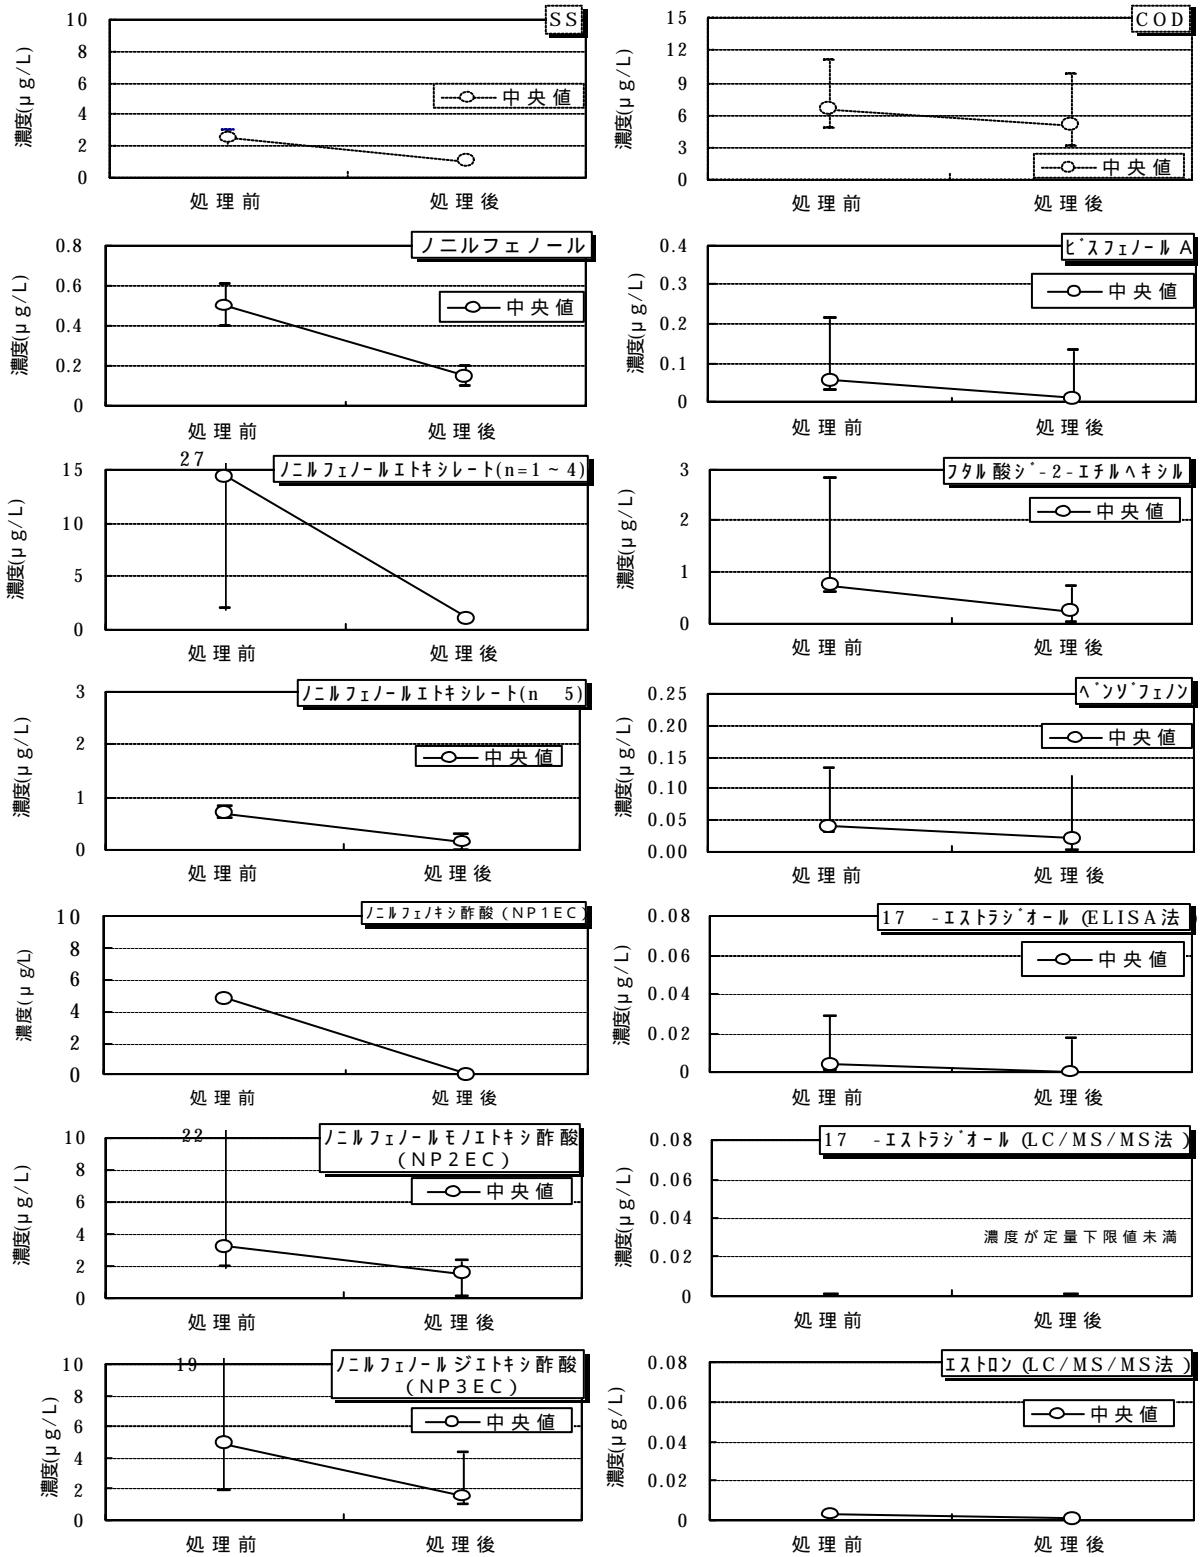 SS
濃度(μg/L)
10
8
6
4
2
0
中央値
処理前
処理後
COD
濃度(μg/L)
15
12
9
6
3
0
中央値
処理前
処理後
ノニルフェノール
濃度(μg/L)
0.8
0.6
0.4
0.2
0
中央値
処理前
処理後
ﾋﾞｽﾌｪﾉｰﾙ A
濃度(μg/L)
0.4
0.3
0.2
0.1
0
中央値
処理前
処理後
ﾉﾆﾙﾌｪﾉｰﾙｴﾄｷｼﾚｰﾄ(n=1~4)
27
濃度(μg/L)
15
10
5
0
処理前
処理後
ﾌﾀﾙ酸ｼﾞ-2-ｴﾁﾙﾍｷｼﾙ
濃度(μg/L)
3
2
1
0
中央値
処理前
処理後
ﾉﾆﾙﾌｪﾉｰﾙｴﾄｷｼﾚｰﾄ(n 5)
濃度(μg/L)
3
2
1
0
中央値
処理前
処理後
ﾍﾞﾝｿﾞﾌｪﾉﾝ
濃度(μg/L)
0.25
0.20
0.15
0.10
0.05
0.00
中央値
処理前
処理後
ﾉﾆﾙﾌｪﾉｷｼ酢酸(NP1EC)
濃度(μg/L)
10
8
6
4
2
0
処理前
処理後
17 -ｴｽﾄﾗｼﾞｵｰﾙ (ELISA法
濃度(μg/L)
0.08
0.06
0.04
0.02
0
中央値
処理前
処理後
ﾉﾆﾙﾌｪﾉｰﾙﾓﾉｴﾄｷｼ酢酸
(NP2EC)
22
濃度(μg/L)
10
8
6
4
2
0
中央値
処理前
処理後
17 -ｴｽﾄﾗｼﾞｵｰﾙ (LC/MS/MS法)
濃度(μg/L)
0.08
0.06
0.04
0.02
0
濃度が定量下限値未満
処理前
処理後
ﾉﾆﾙﾌｪﾉｰﾙｼﾞｴﾄｷｼ酢酸
(NP3EC)
19
濃度(μg/L)
10
8
6
4
2
0
中央値
処理前
処理後
ｴｽﾄﾛﾝ (LC/MS/MS法)
濃度(μg/L)
0.08
0.06
0.04
0.02
0
中央値
処理前
処理後